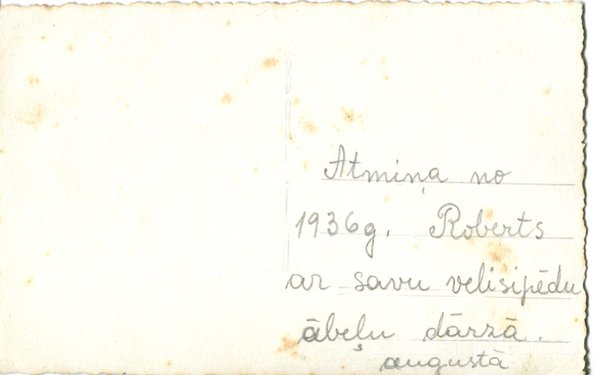 Atmiņa no
1936g. Roberts
ar savu velisipēdu
ābeļu dārzā.
augustā